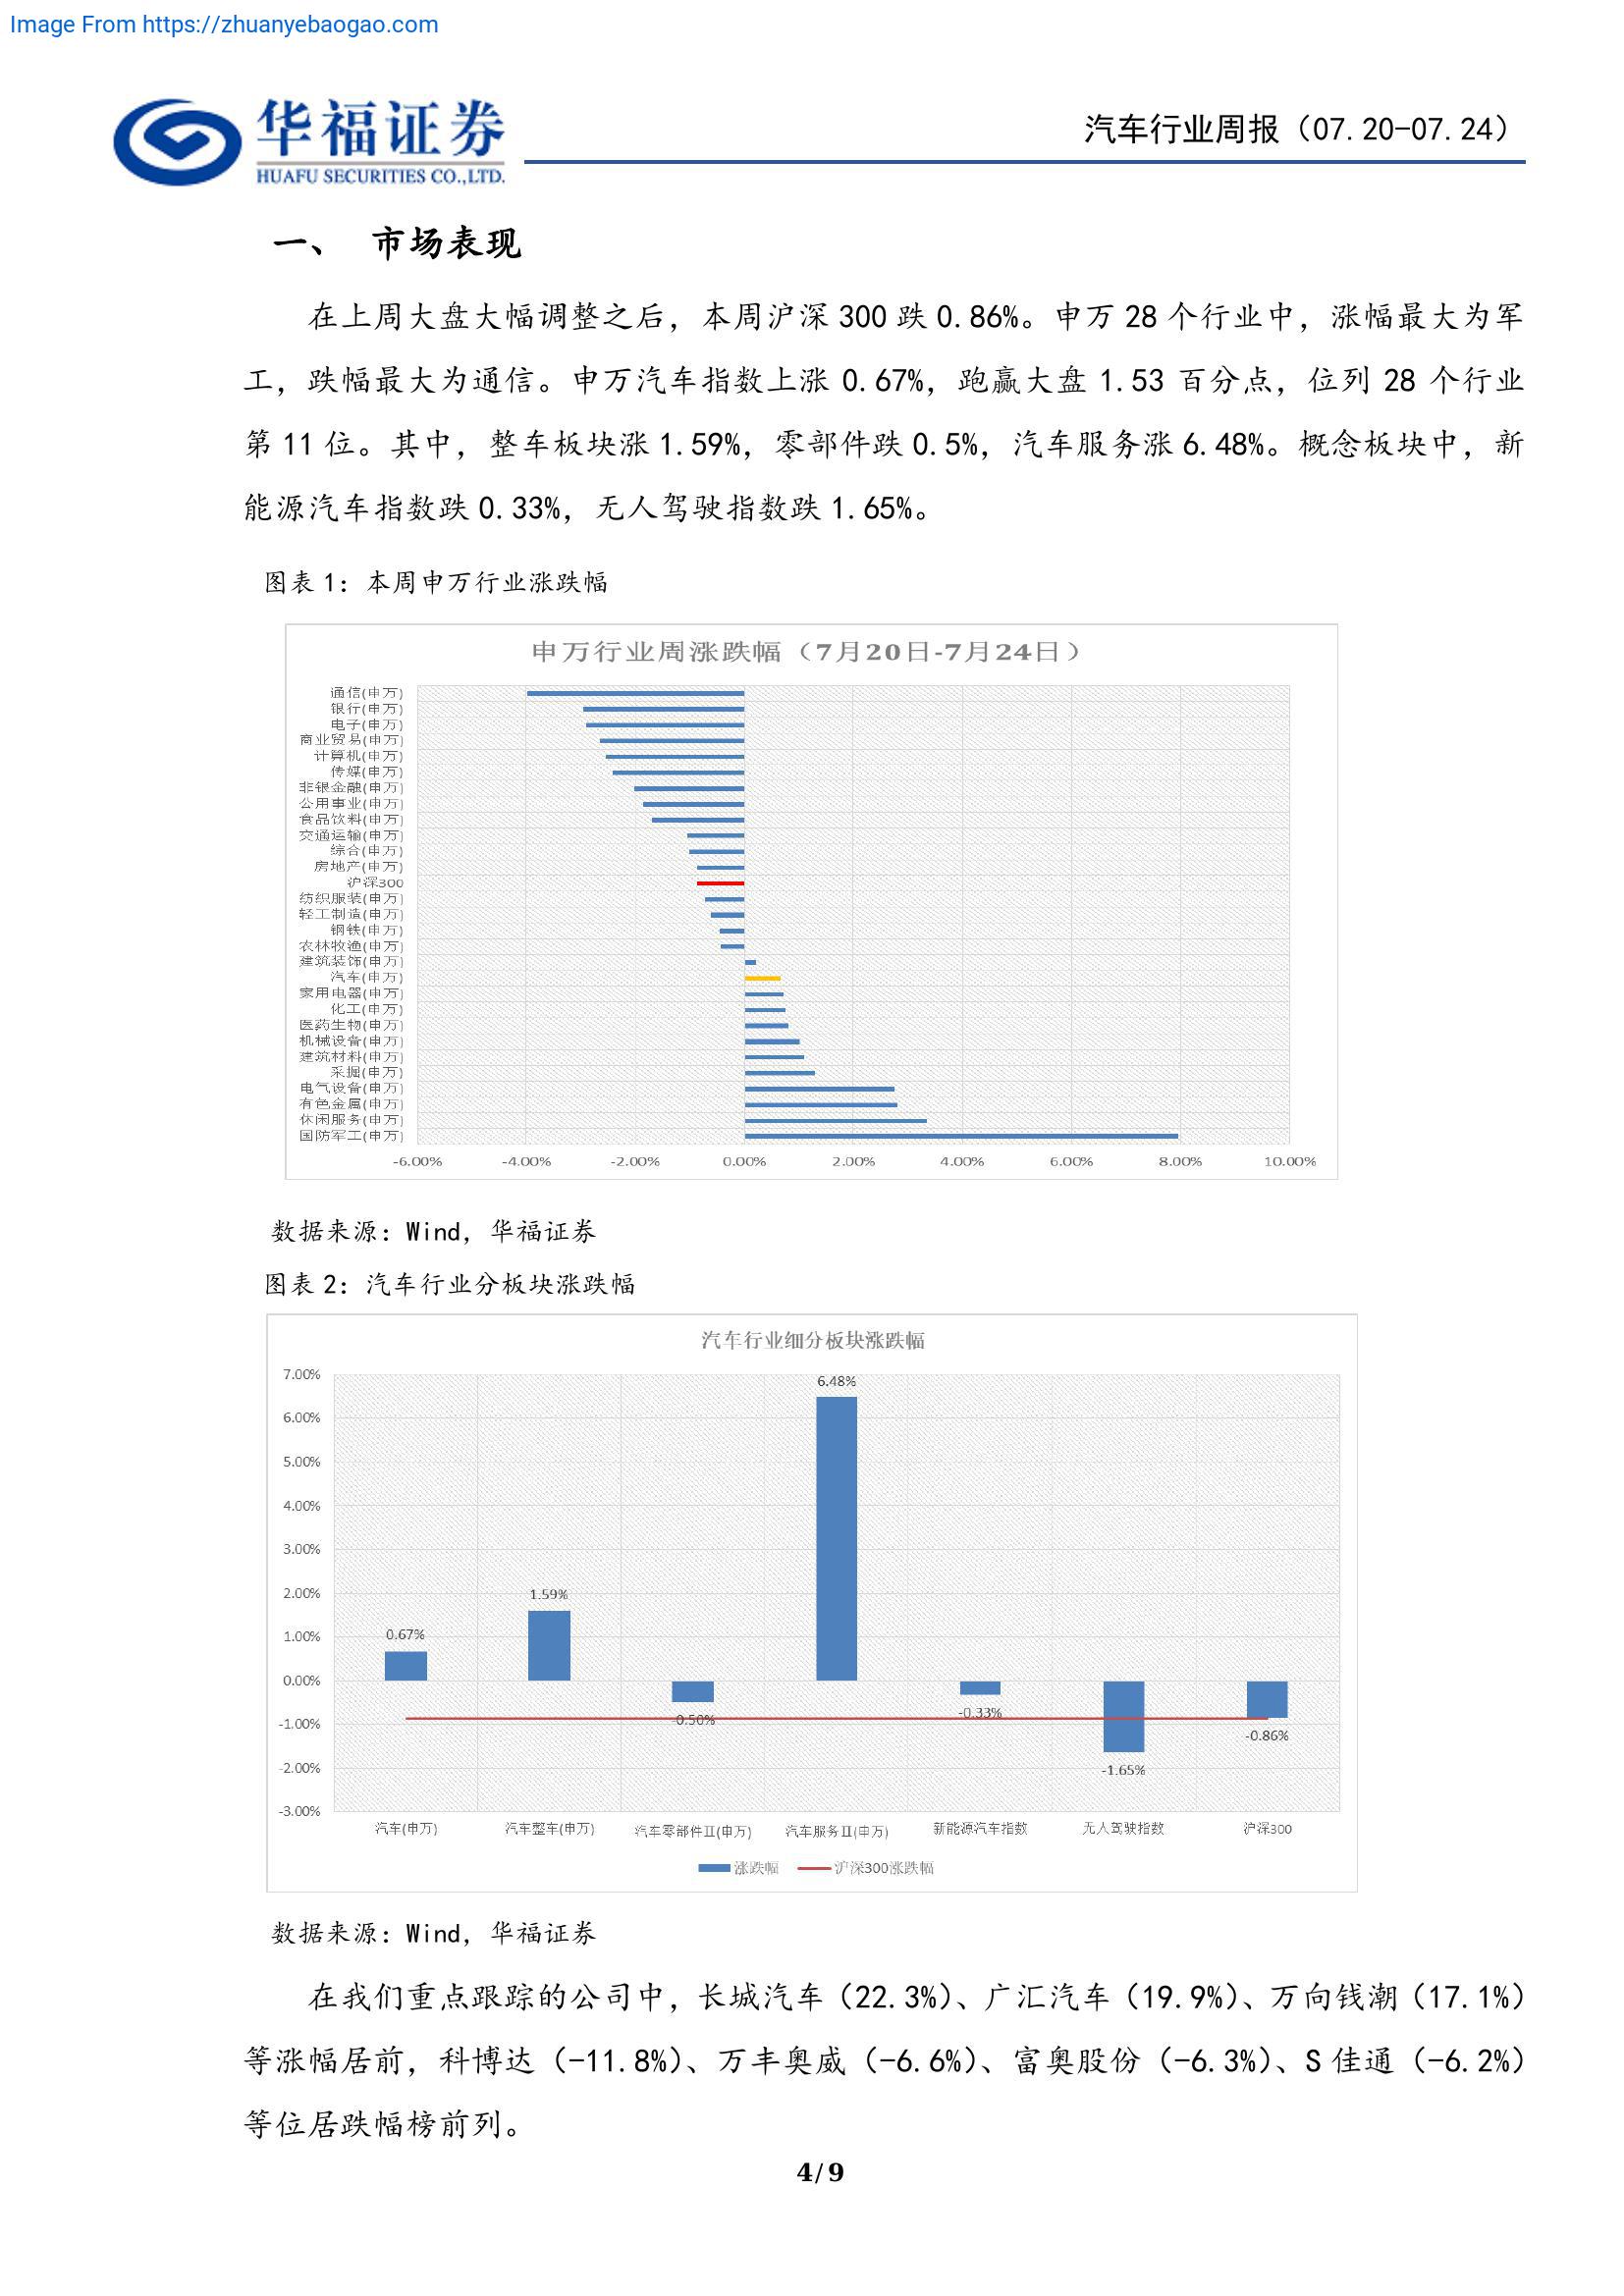 Image From https://zhuanyebaogao.com
华福证券
HUAFU SECURITIES CO.,LTD.
汽车行业周报（07.20-07.24）
一、 市场表现
在上周大盘大幅调整之后，本周沪深 300 跌 0.86%。申万 28 个行业中，涨幅最大为军
工，跌幅最大为通信。申万汽车指数上涨 0.67%，跑赢大盘 1.53 百分点，位列 28 个行业
第 11 位。其中，整车板块涨 1.59%，零部件跌 0.5%，汽车服务涨 6.48%。概念板块中，新
能源汽车指数跌 0.33%，无人驾驶指数跌 1.65%。
图表 1：本周申万行业涨跌幅
申万行业周涨跌幅（7月20日-7月24日）
通信(申万)
银行(申万)
电子(申万)
商业贸易(申万)
计算机(申万)
传媒(申万)
非银金融(申万)
公用事业(申万)
食品饮料(申万)
交通运输(申万)
综合(申万)
房地产(申万)
沪深300
纺织服装(申万)
轻工制造(申万)
钢铁(申万)
农林牧渔(申万)
建筑装饰(申万)
汽车(申万)
家用电器(申万)
化工(申万)
医药生物(申万)
机械设备(申万)
建筑材料(申万)
采掘(申万)
电气设备(申万)
有色金属(申万)
休闲服务(申万)
国防军工(申万)
-6.00% -4.00% -2.00% 0.00% 2.00% 4.00% 6.00% 8.00% 10.00%
数据来源：Wind，华福证券
图表 2：汽车行业分板块涨跌幅
汽车行业细分板块涨跌幅
7.00%
6.00%
5.00%
4.00%
3.00%
2.00%
1.00%
0.00%
-1.00%
-2.00%
-3.00%
0.67%
1.59%
-0.50%
6.48%
-0.33%
-1.65%
-0.86%
汽车(申万) 汽车整车(申万) 汽车零部件Ⅱ(申万) 汽车服务Ⅱ(申万) 新能源汽车指数 无人驾驶指数 沪深300
涨跌幅 沪深300涨跌幅
数据来源：Wind，华福证券
在我们重点跟踪的公司中，长城汽车（22.3%）、广汇汽车（19.9%）、万向钱潮（17.1%）
等涨幅居前，科博达（-11.8%）、万丰奥威（-6.6%）、富奥股份（-6.3%）、S 佳通（-6.2%）
等位居跌幅榜前列。
4/9